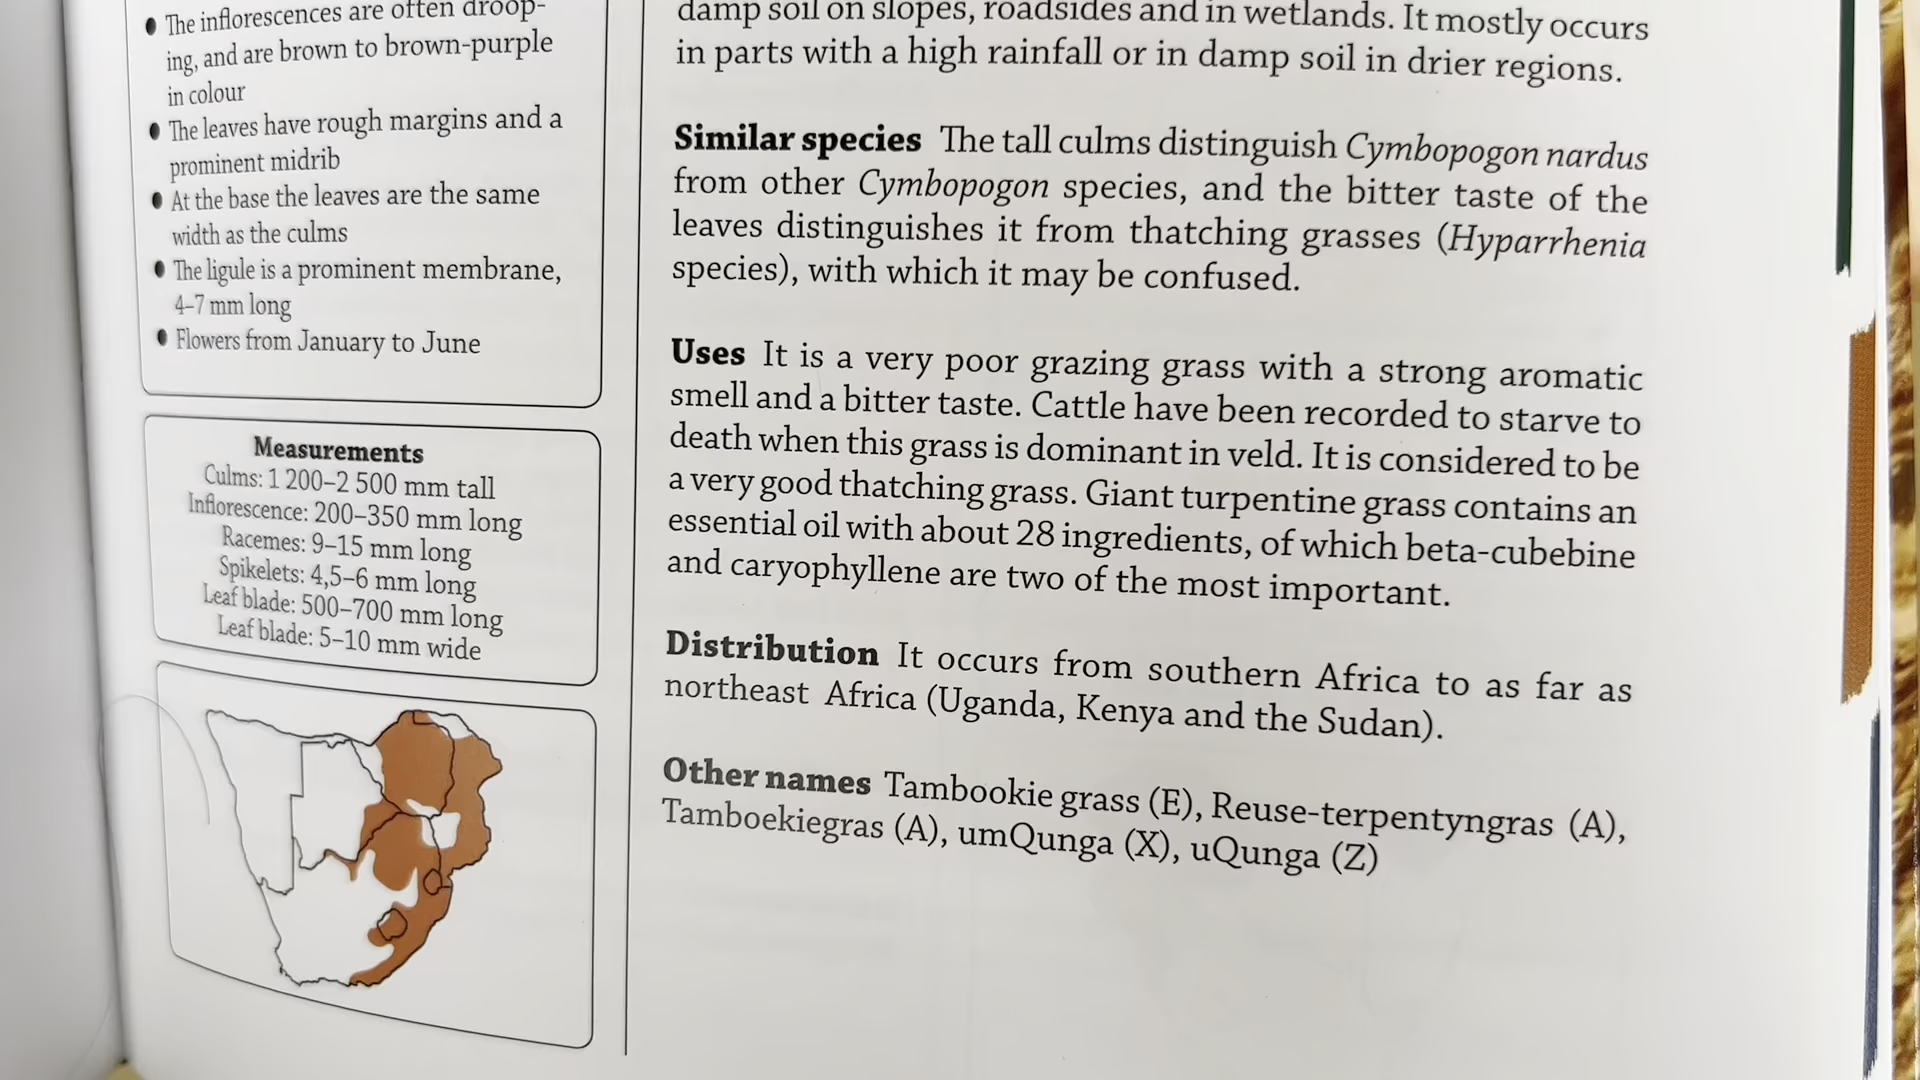 ● The inflorescences are often droop-
ing, and are brown to brown-purple
in colour
● The leaves have rough margins and a
prominent midrib
● At the base the leaves are the same
width as the culms
● The ligule is a prominent membrane,
4–7 mm long
● Flowers from January to June
Measurements
Culms: 1 200–2 500 mm tall
Inflorescence: 200–350 mm long
Racemes: 9–15 mm long
Spikelets: 4,5–6 mm long
Leaf blade: 500–700 mm long
Leaf blade: 5–10 mm wide
damp soil on slopes, roadsides and in wetlands. It mostly occurs
in parts with a high rainfall or in damp soil in drier regions.
Similar species The tall culms distinguish Cymbopogon nardus
from other Cymbopogon species, and the bitter taste of the
leaves distinguishes it from thatching grasses (Hyparrhenia
species), with which it may be confused.
Uses It is a very poor grazing grass with a strong aromatic
smell and a bitter taste. Cattle have been recorded to starve to
death when this grass is dominant in veld. It is considered to be
a very good thatching grass. Giant turpentine grass contains an
essential oil with about 28 ingredients, of which beta-cubebine
and caryophyllene are two of the most important.
Distribution It occurs from southern Africa to as far as
northeast Africa (Uganda, Kenya and the Sudan).
Other names Tambookie grass (E), Reuse-terpentyngras (A),
Tamboekiegras (A), umQunga (X), uQunga (Z)